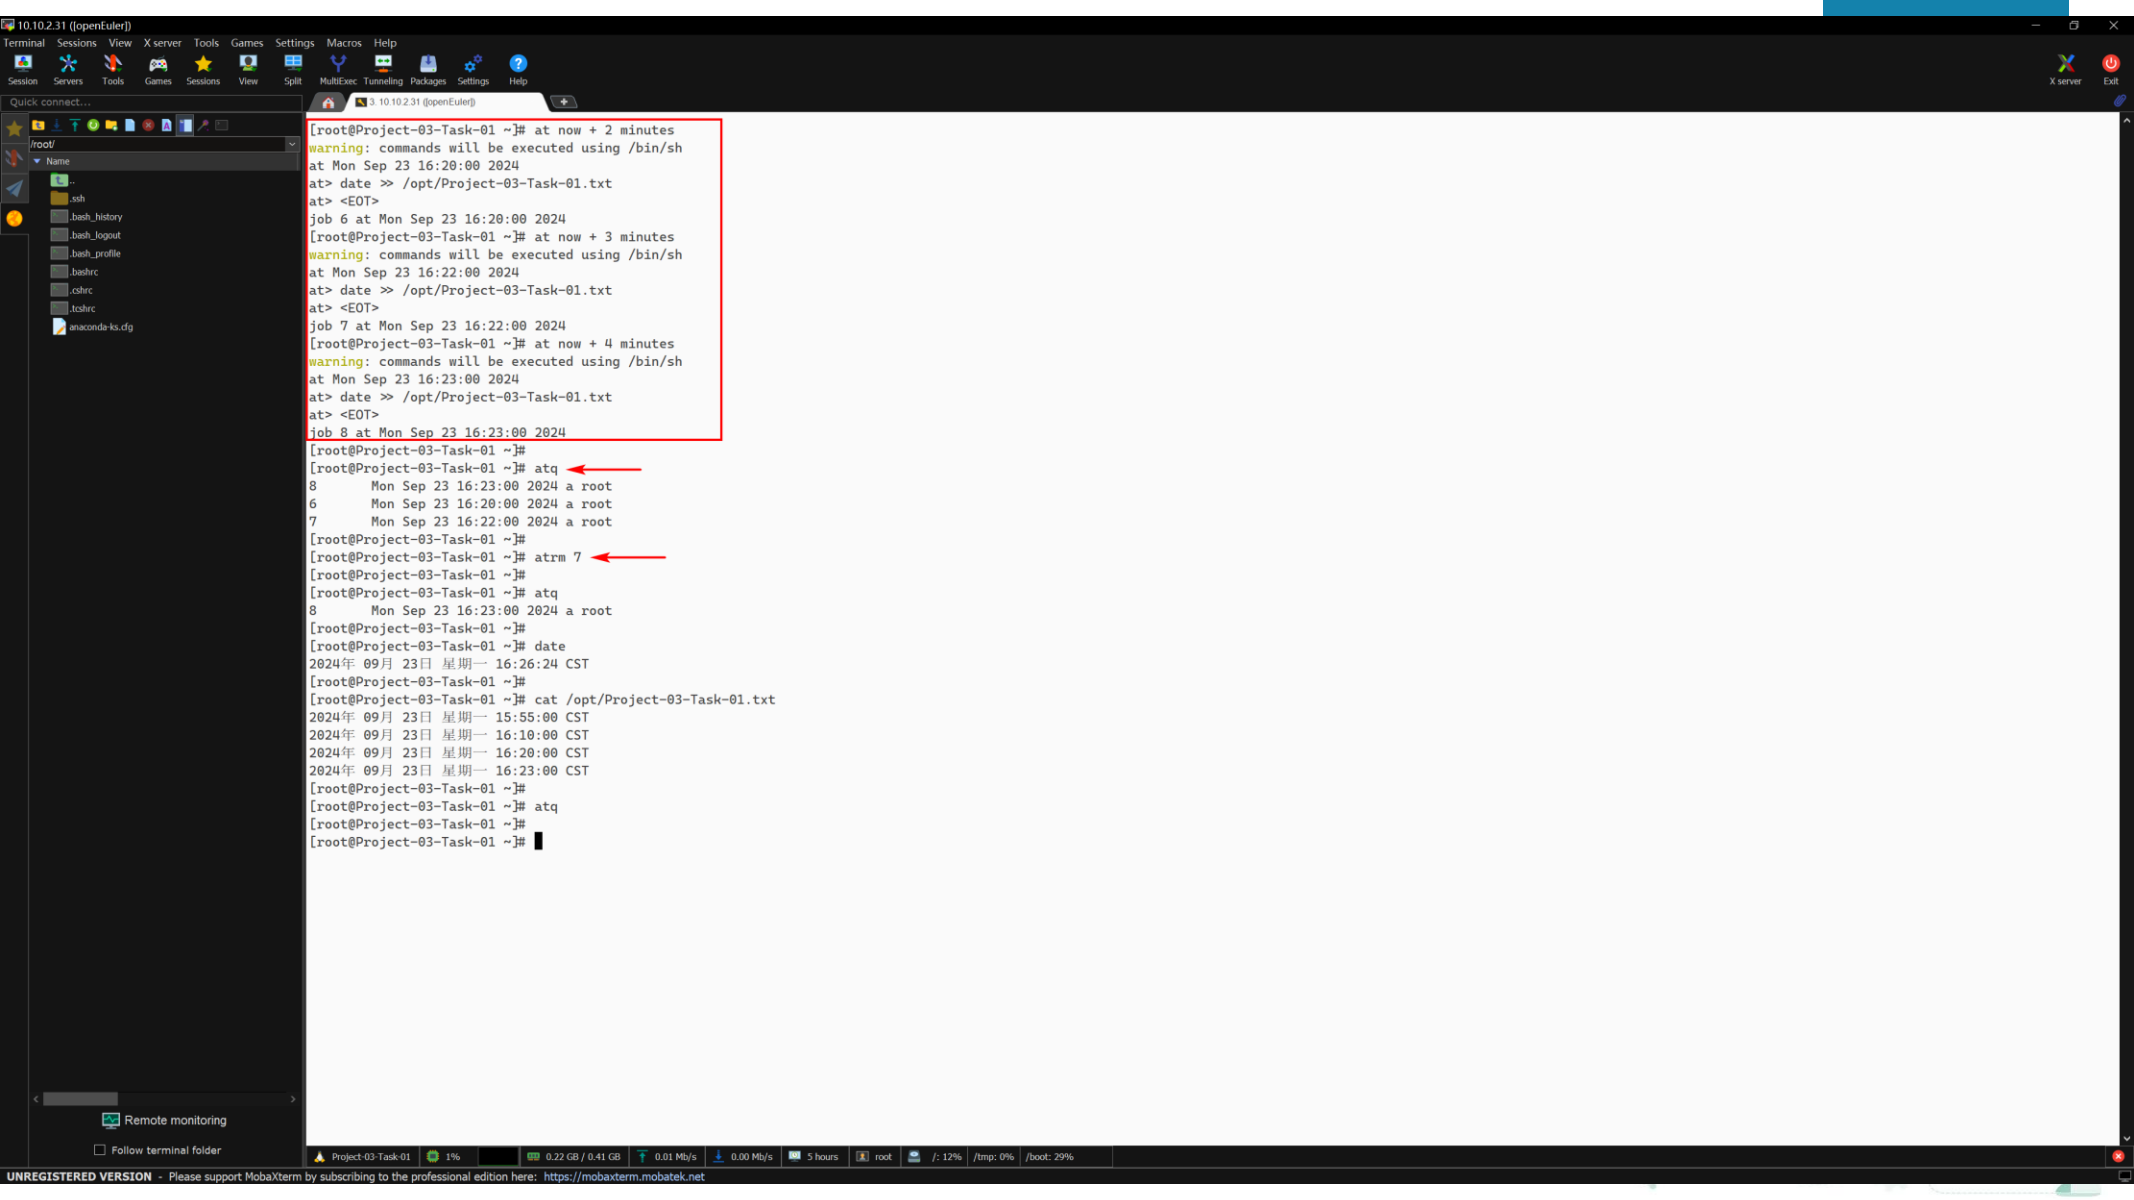 10.10.2.31 ([openEuler])
Terminal Sessions View X server Tools Games Settings Macros Help
Session Servers Tools Games Sessions View Split MultiExec Tunneling Packages Settings Help X server Exit
Quick connect...
3. 10.10.2.31 ([openEuler])
/root/
Name
..
.ssh
.bash_history
.bash_logout
.bash_profile
.bashrc
.cshrc
.tcshrc
anaconda-ks.cfg
[root@Project-03-Task-01 ~]# at now + 2 minutes
warning: commands will be executed using /bin/sh
at Mon Sep 23 16:20:00 2024
at> date >> /opt/Project-03-Task-01.txt
at> <EOT>
job 6 at Mon Sep 23 16:20:00 2024
[root@Project-03-Task-01 ~]# at now + 3 minutes
warning: commands will be executed using /bin/sh
at Mon Sep 23 16:22:00 2024
at> date >> /opt/Project-03-Task-01.txt
at> <EOT>
job 7 at Mon Sep 23 16:22:00 2024
[root@Project-03-Task-01 ~]# at now + 4 minutes
warning: commands will be executed using /bin/sh
at Mon Sep 23 16:23:00 2024
at> date >> /opt/Project-03-Task-01.txt
at> <EOT>
job 8 at Mon Sep 23 16:23:00 2024
[root@Project-03-Task-01 ~]#
[root@Project-03-Task-01 ~]# atq
8 Mon Sep 23 16:23:00 2024 a root
6 Mon Sep 23 16:20:00 2024 a root
7 Mon Sep 23 16:22:00 2024 a root
[root@Project-03-Task-01 ~]#
[root@Project-03-Task-01 ~]# atrm 7
[root@Project-03-Task-01 ~]#
[root@Project-03-Task-01 ~]# atq
8 Mon Sep 23 16:23:00 2024 a root
[root@Project-03-Task-01 ~]#
[root@Project-03-Task-01 ~]# date
2024年 09月 23日 星期一 16:26:24 CST
[root@Project-03-Task-01 ~]#
[root@Project-03-Task-01 ~]# cat /opt/Project-03-Task-01.txt
2024年 09月 23日 星期一 15:55:00 CST
2024年 09月 23日 星期一 16:10:00 CST
2024年 09月 23日 星期一 16:20:00 CST
2024年 09月 23日 星期一 16:23:00 CST
[root@Project-03-Task-01 ~]#
[root@Project-03-Task-01 ~]# atq
[root@Project-03-Task-01 ~]#
[root@Project-03-Task-01 ~]#
Remote monitoring
Follow terminal folder
Project-03-Task-01 1% 0.22 GB / 0.41 GB 0.01 Mb/s 0.00 Mb/s 5 hours root /: 12% /tmp: 0% /boot: 29%
UNREGISTERED VERSION - Please support MobaXterm by subscribing to the professional edition here: https://mobaxterm.mobatek.net